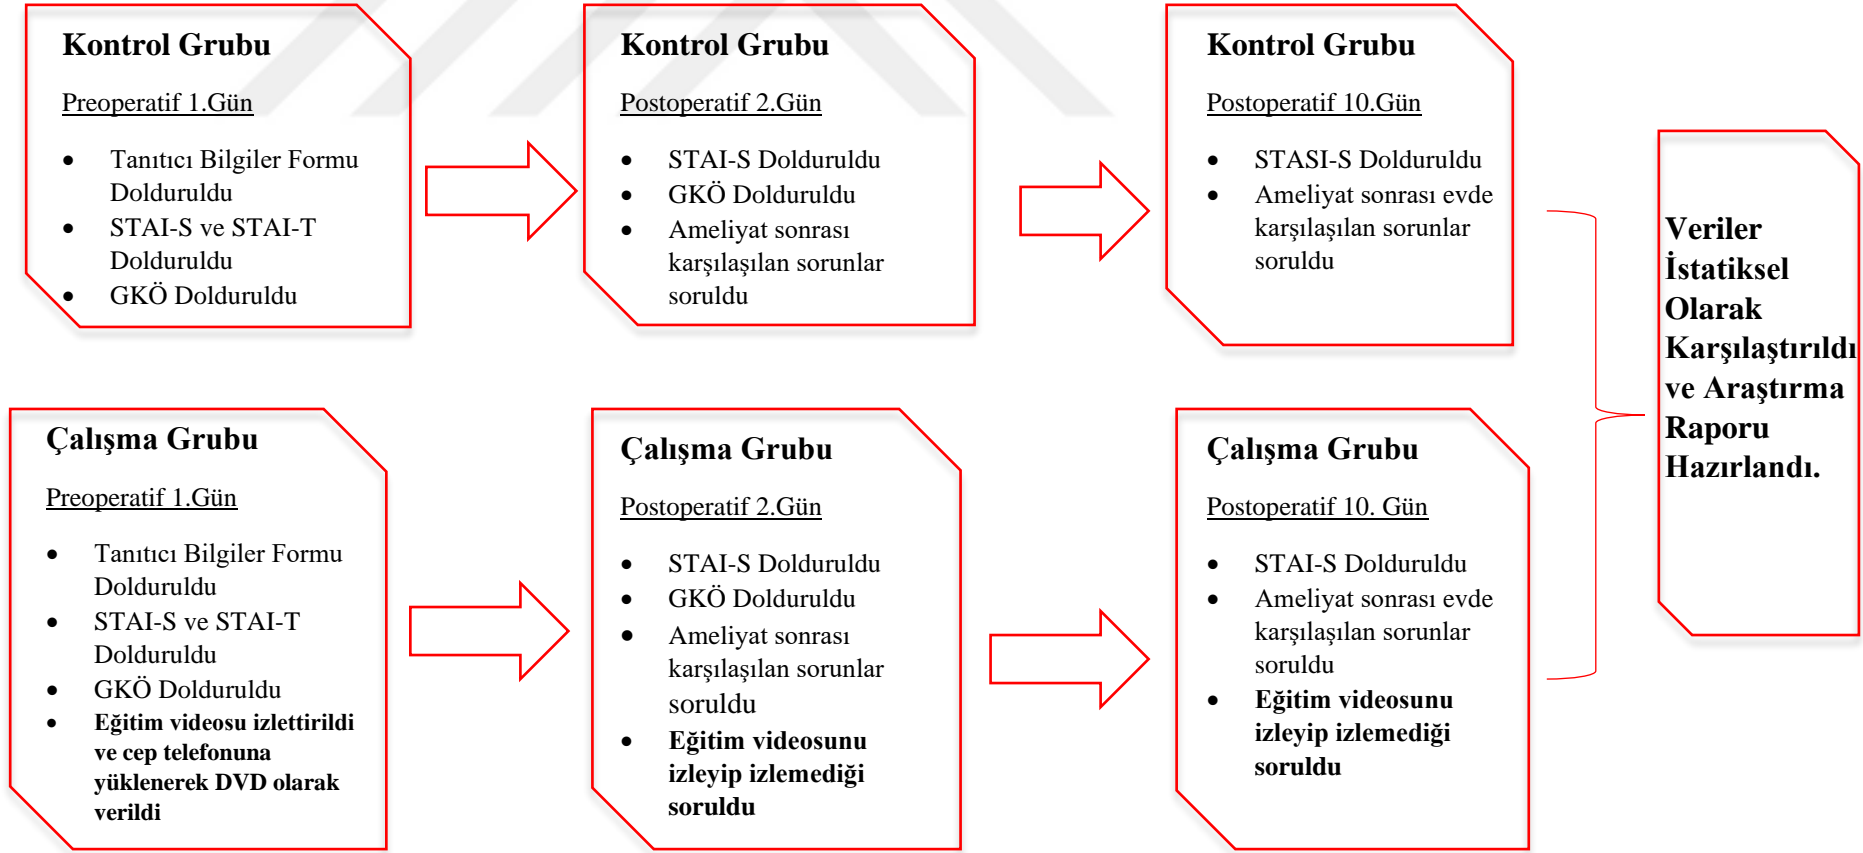 Kontrol Grubu
Preoperatif 1.Gün
• Tanıtıcı Bilgiler Formu
Dolduruldu
• STAI-S ve STAI-T
Dolduruldu
• GKÖ Dolduruldu
Kontrol Grubu
Postoperatif 2.Gün
• STAI-S Dolduruldu
• GKÖ Dolduruldu
• Ameliyat sonrası
karşılaşılan sorunlar
soruldu
Kontrol Grubu
Postoperatif 10.Gün
• STASI-S Dolduruldu
• Ameliyat sonrası evde
karşılaşılan sorunlar
soruldu
Çalışma Grubu
Preoperatif 1.Gün
• Tanıtıcı Bilgiler Formu
Dolduruldu
• STAI-S ve STAI-T
Dolduruldu
• GKÖ Dolduruldu
• Eğitim videosu izlettirildi
ve cep telefonuna
yüklenerek DVD olarak
verildi
Çalışma Grubu
Postoperatif 2.Gün
• STAI-S Dolduruldu
• GKÖ Dolduruldu
• Ameliyat sonrası
karşılaşılan sorunlar
soruldu
• Eğitim videosunu
izleyip izlemediği
soruldu
Çalışma Grubu
Postoperatif 10. Gün
• STAI-S Dolduruldu
• Ameliyat sonrası evde
karşılaşılan sorunlar
soruldu
• Eğitim videosunu
izleyip izlemediği
soruldu
Veriler
İstatiksel
Olarak
Karşılaştırıldı
ve Araştırma
Raporu
Hazırlandı.